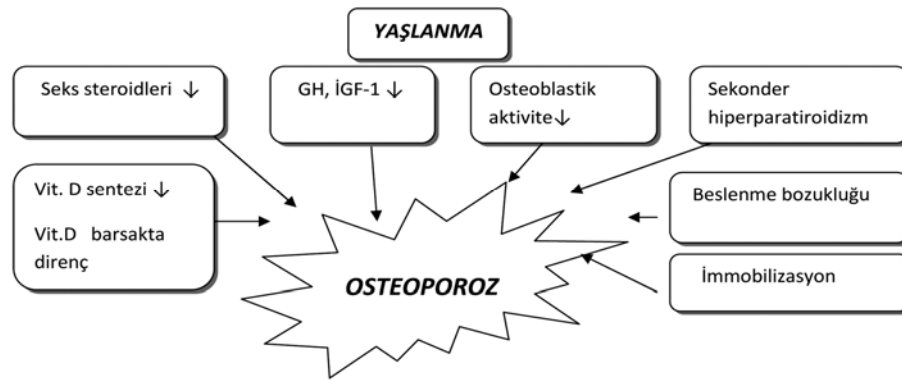 YAŞLANMA
Seks steroidleri ↓
GH, İGF-1 ↓
Osteoblastik
aktivite↓
Sekonder
hiperparatiroidizm
Vit. D sentezi ↓
Vit.D barsakta
direnç
Beslenme bozukluğu
İmmobilizasyon
OSTEOPOROZ